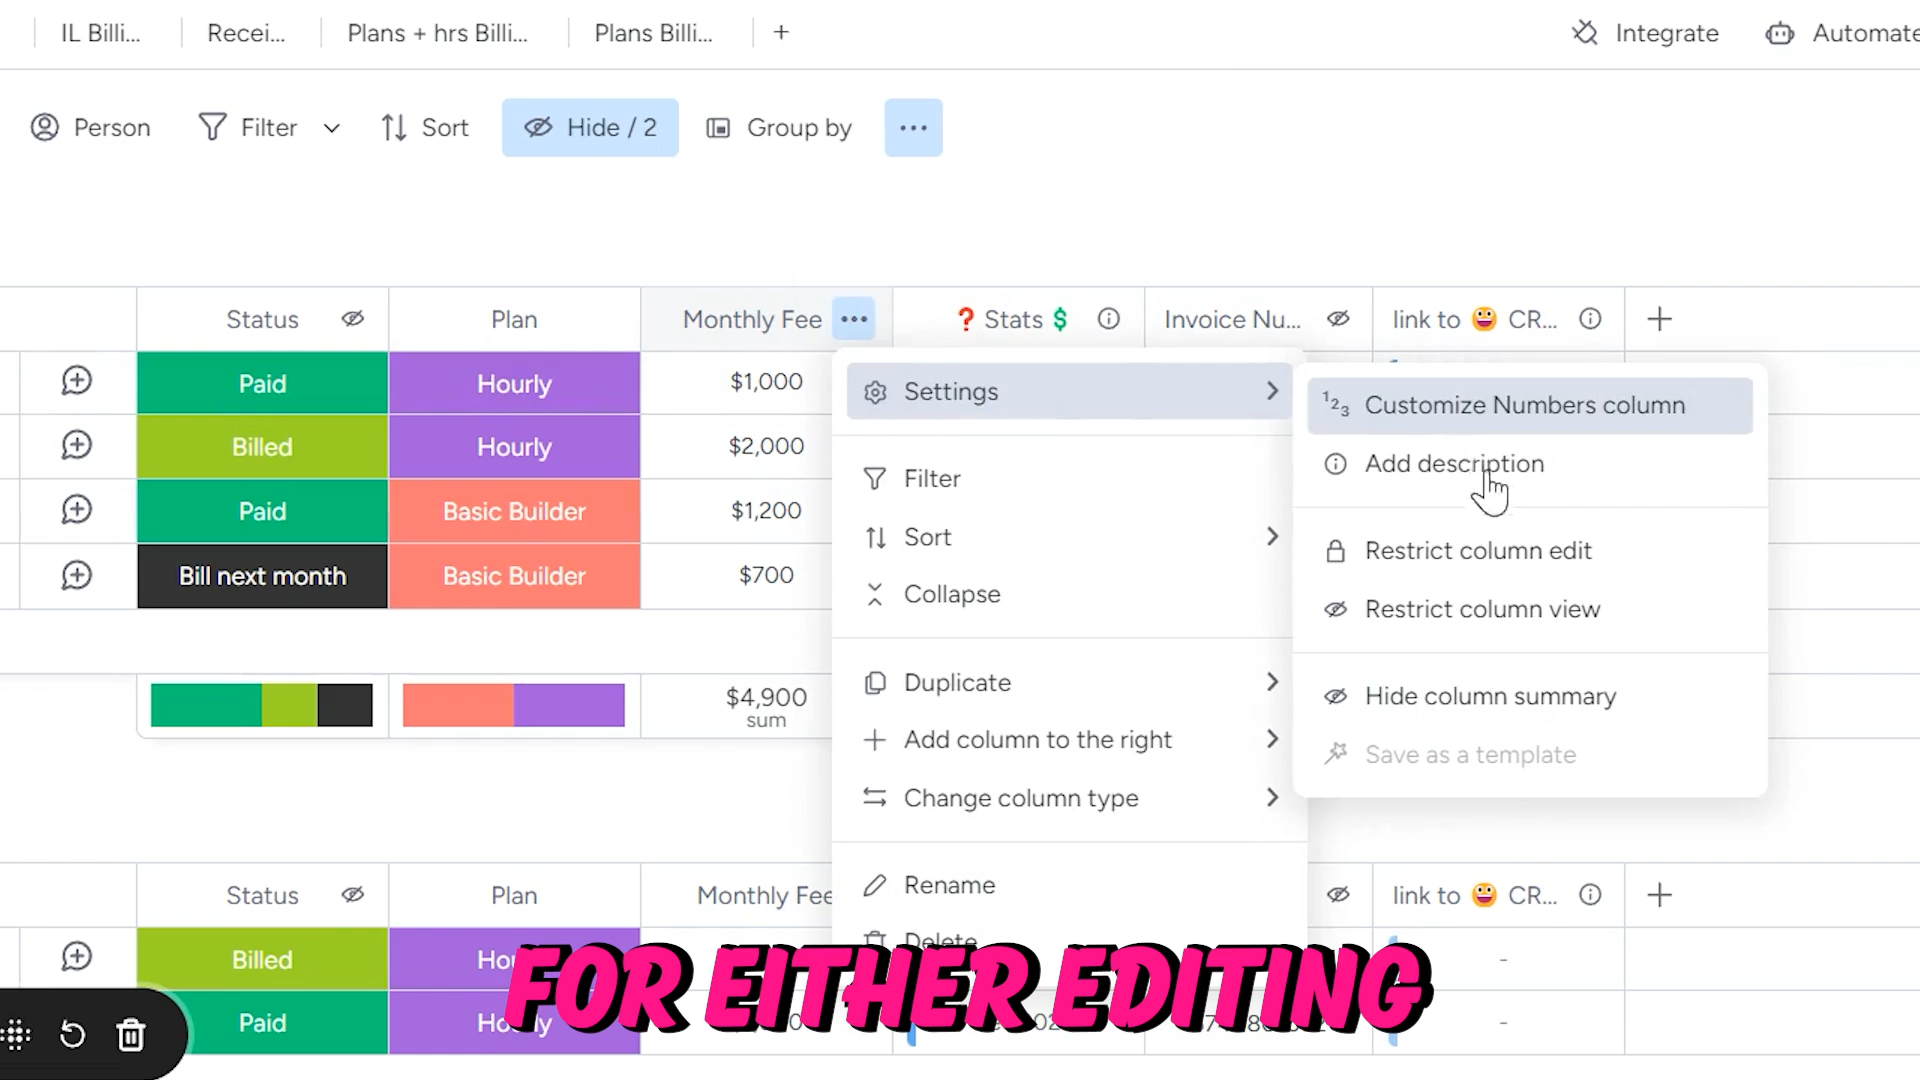 IL Billi... Recei... Plans + hrs Billi... Plans Billi... + Integrate Automate
Person Filter Sort Hide / 2 Group by
Status Plan Monthly Fee ❓ Stats 💲 Invoice Nu... link to 😀 CR... +
Paid Hourly $1,000
Billed Hourly $2,000
Paid Basic Builder $1,200
Bill next month Basic Builder $700
$4,900
sum
Settings
Filter
Sort
Collapse
Duplicate
Add column to the right
Change column type
Rename
Delete
Customize Numbers column
Add description
Restrict column edit
Restrict column view
Hide column summary
Save as a template
Status Plan Monthly Fee link to 😀 CR... +
Billed -
Paid Hourly -
FOR EITHER EDITING